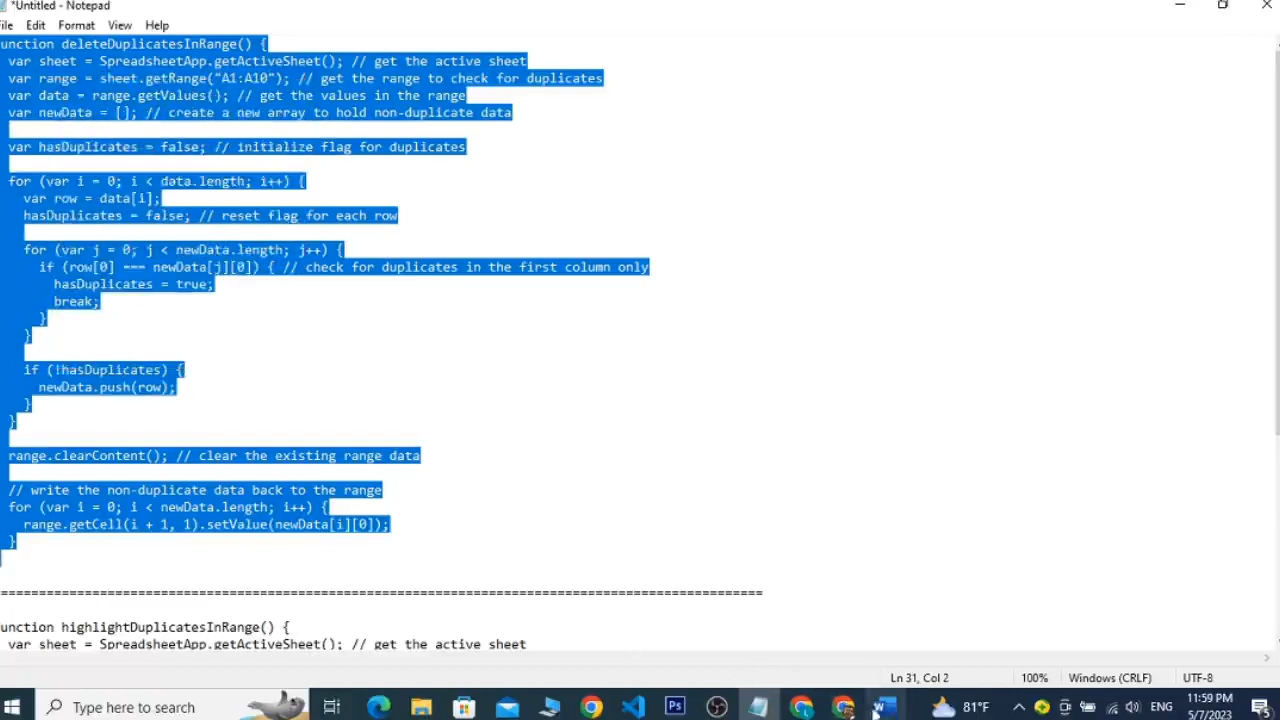 *Untitled - Notepad
File Edit Format View Help
unction deleteDuplicatesInRange() {
var sheet = SpreadsheetApp.getActiveSheet(); // get the active sheet
var range = sheet.getRange("A1:A10"); // get the range to check for duplicates
var data = range.getValues(); // get the values in the range
var newData = []; // create a new array to hold non-duplicate data
var hasDuplicates = false; // initialize flag for duplicates
for (var i = 0; i < data.length; i++) {
var row = data[i];
hasDuplicates = false; // reset flag for each row
for (var j = 0; j < newData.length; j++) {
if (row[0] === newData[j][0]) { // check for duplicates in the first column only
hasDuplicates = true;
break;
}
}
if (!hasDuplicates) {
newData.push(row);
}
}
range.clearContent(); // clear the existing range data
// write the non-duplicate data back to the range
for (var i = 0; i < newData.length; i++) {
range.getCell(i + 1, 1).setValue(newData[i][0]);
}
====================================================================================================
unction highlightDuplicatesInRange() {
var sheet = SpreadsheetApp.getActiveSheet(); // get the active sheet
Ln 31, Col 2 100% Windows (CRLF) UTF-8
Type here to search Ps W 81°F ENG 11:59 PM
5/7/2023 5